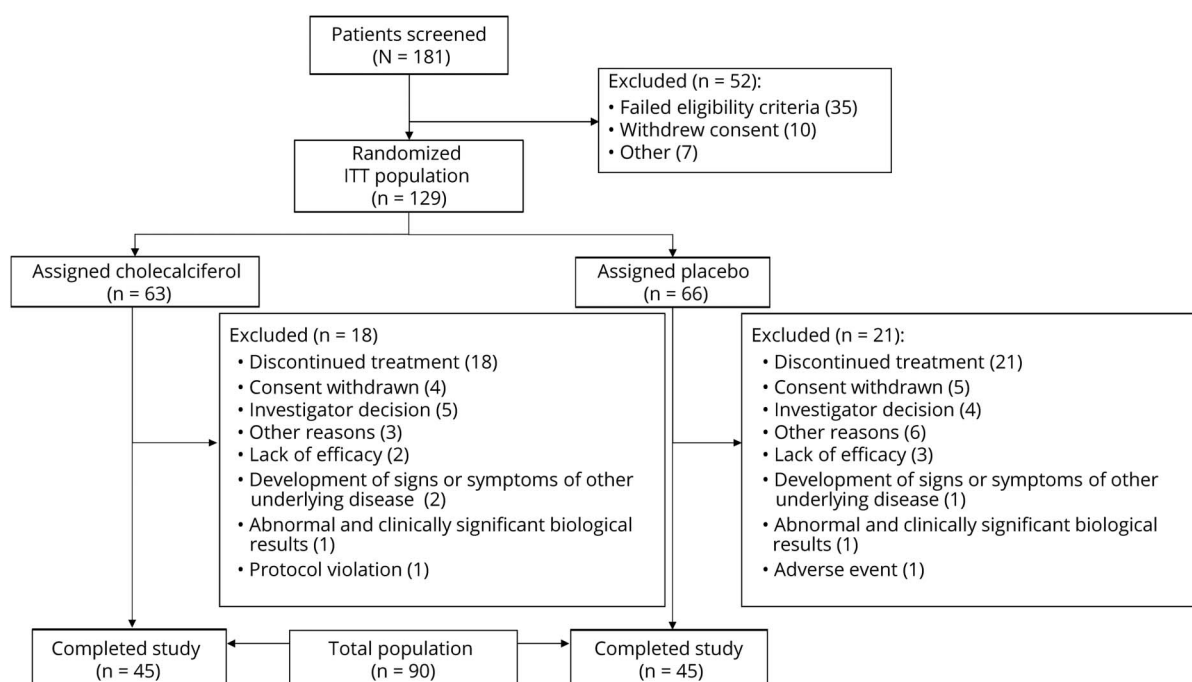 Patients screened
(N = 181)
Excluded (n = 52):
• Failed eligibility criteria (35)
• Withdrew consent (10)
• Other (7)
Randomized
ITT population
(n = 129)
Assigned cholecalciferol
(n = 63)
Assigned placebo
(n = 66)
Excluded (n = 18)
• Discontinued treatment (18)
• Consent withdrawn (4)
• Investigator decision (5)
• Other reasons (3)
• Lack of efficacy (2)
• Development of signs or symptoms of other
underlying disease (2)
• Abnormal and clinically significant biological
results (1)
• Protocol violation (1)
Excluded (n = 21):
• Discontinued treatment (21)
• Consent withdrawn (5)
• Investigator decision (4)
• Other reasons (6)
• Lack of efficacy (3)
• Development of signs or symptoms of other
underlying disease (1)
• Abnormal and clinically significant biological
results (1)
• Adverse event (1)
Completed study
(n = 45)
Total population
(n = 90)
Completed study
(n = 45)